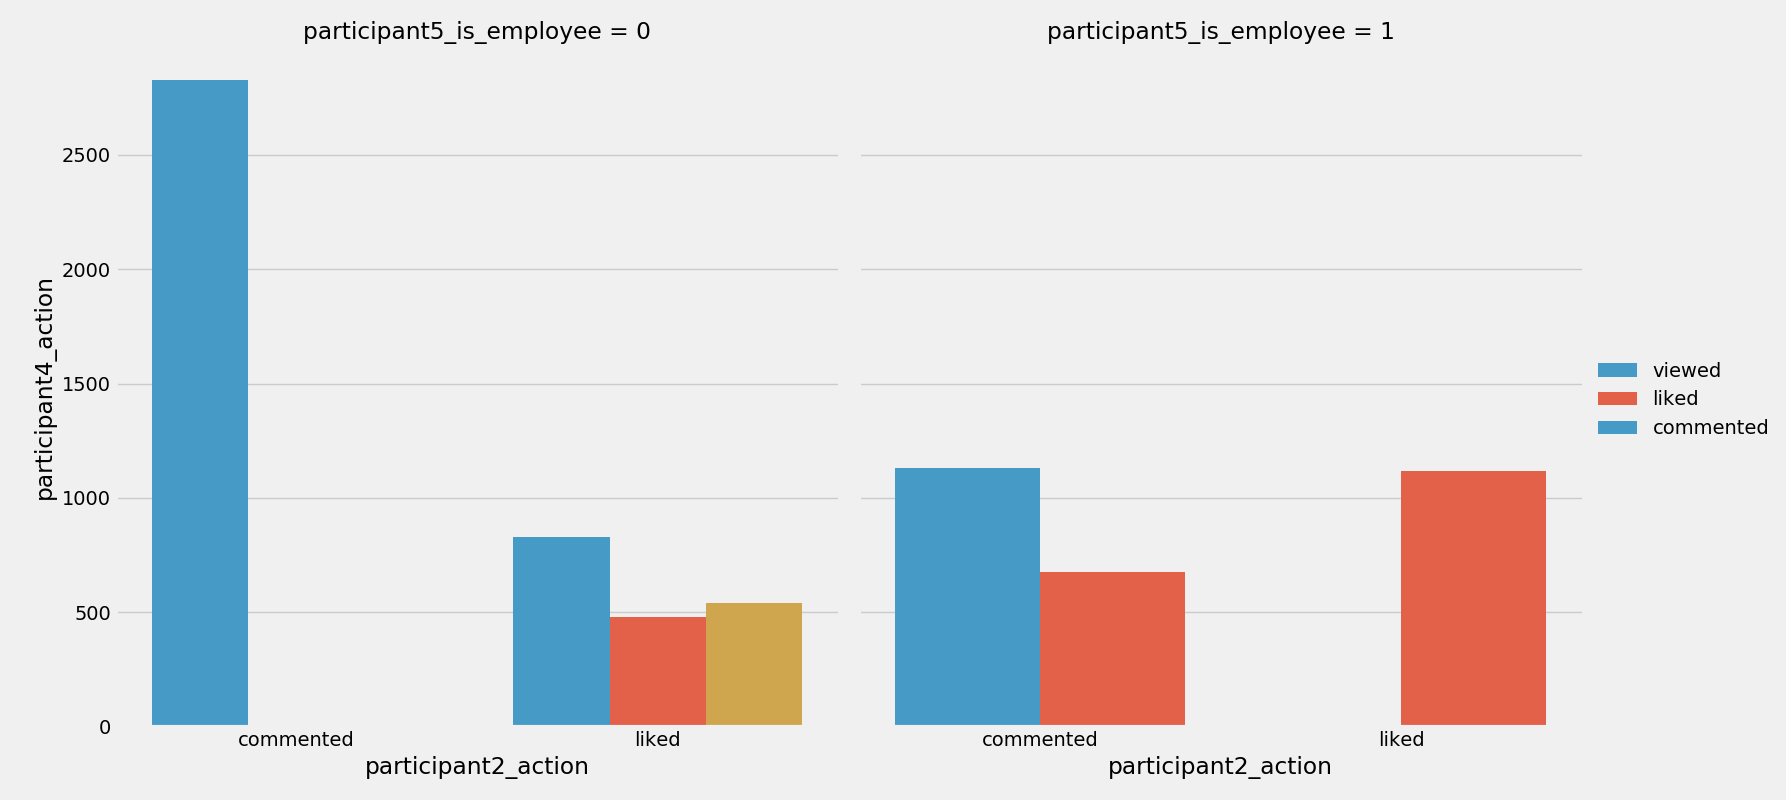 participant5_is_employee = 0
participant5_is_employee = 1
participant4_action
2500
2000
1500
1000
500
0
commented
liked
commented
liked
participant2_action
participant2_action
viewed
liked
commented